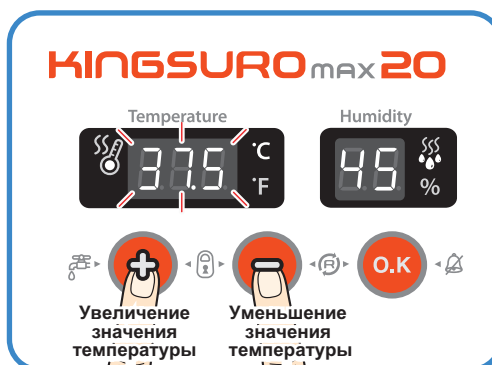 KINGSURO max 20
Temperature Humidity
37.5 °C °F 45 %
+ - O.K
Увеличение
значения
температуры
Уменьшение
значения
температуры